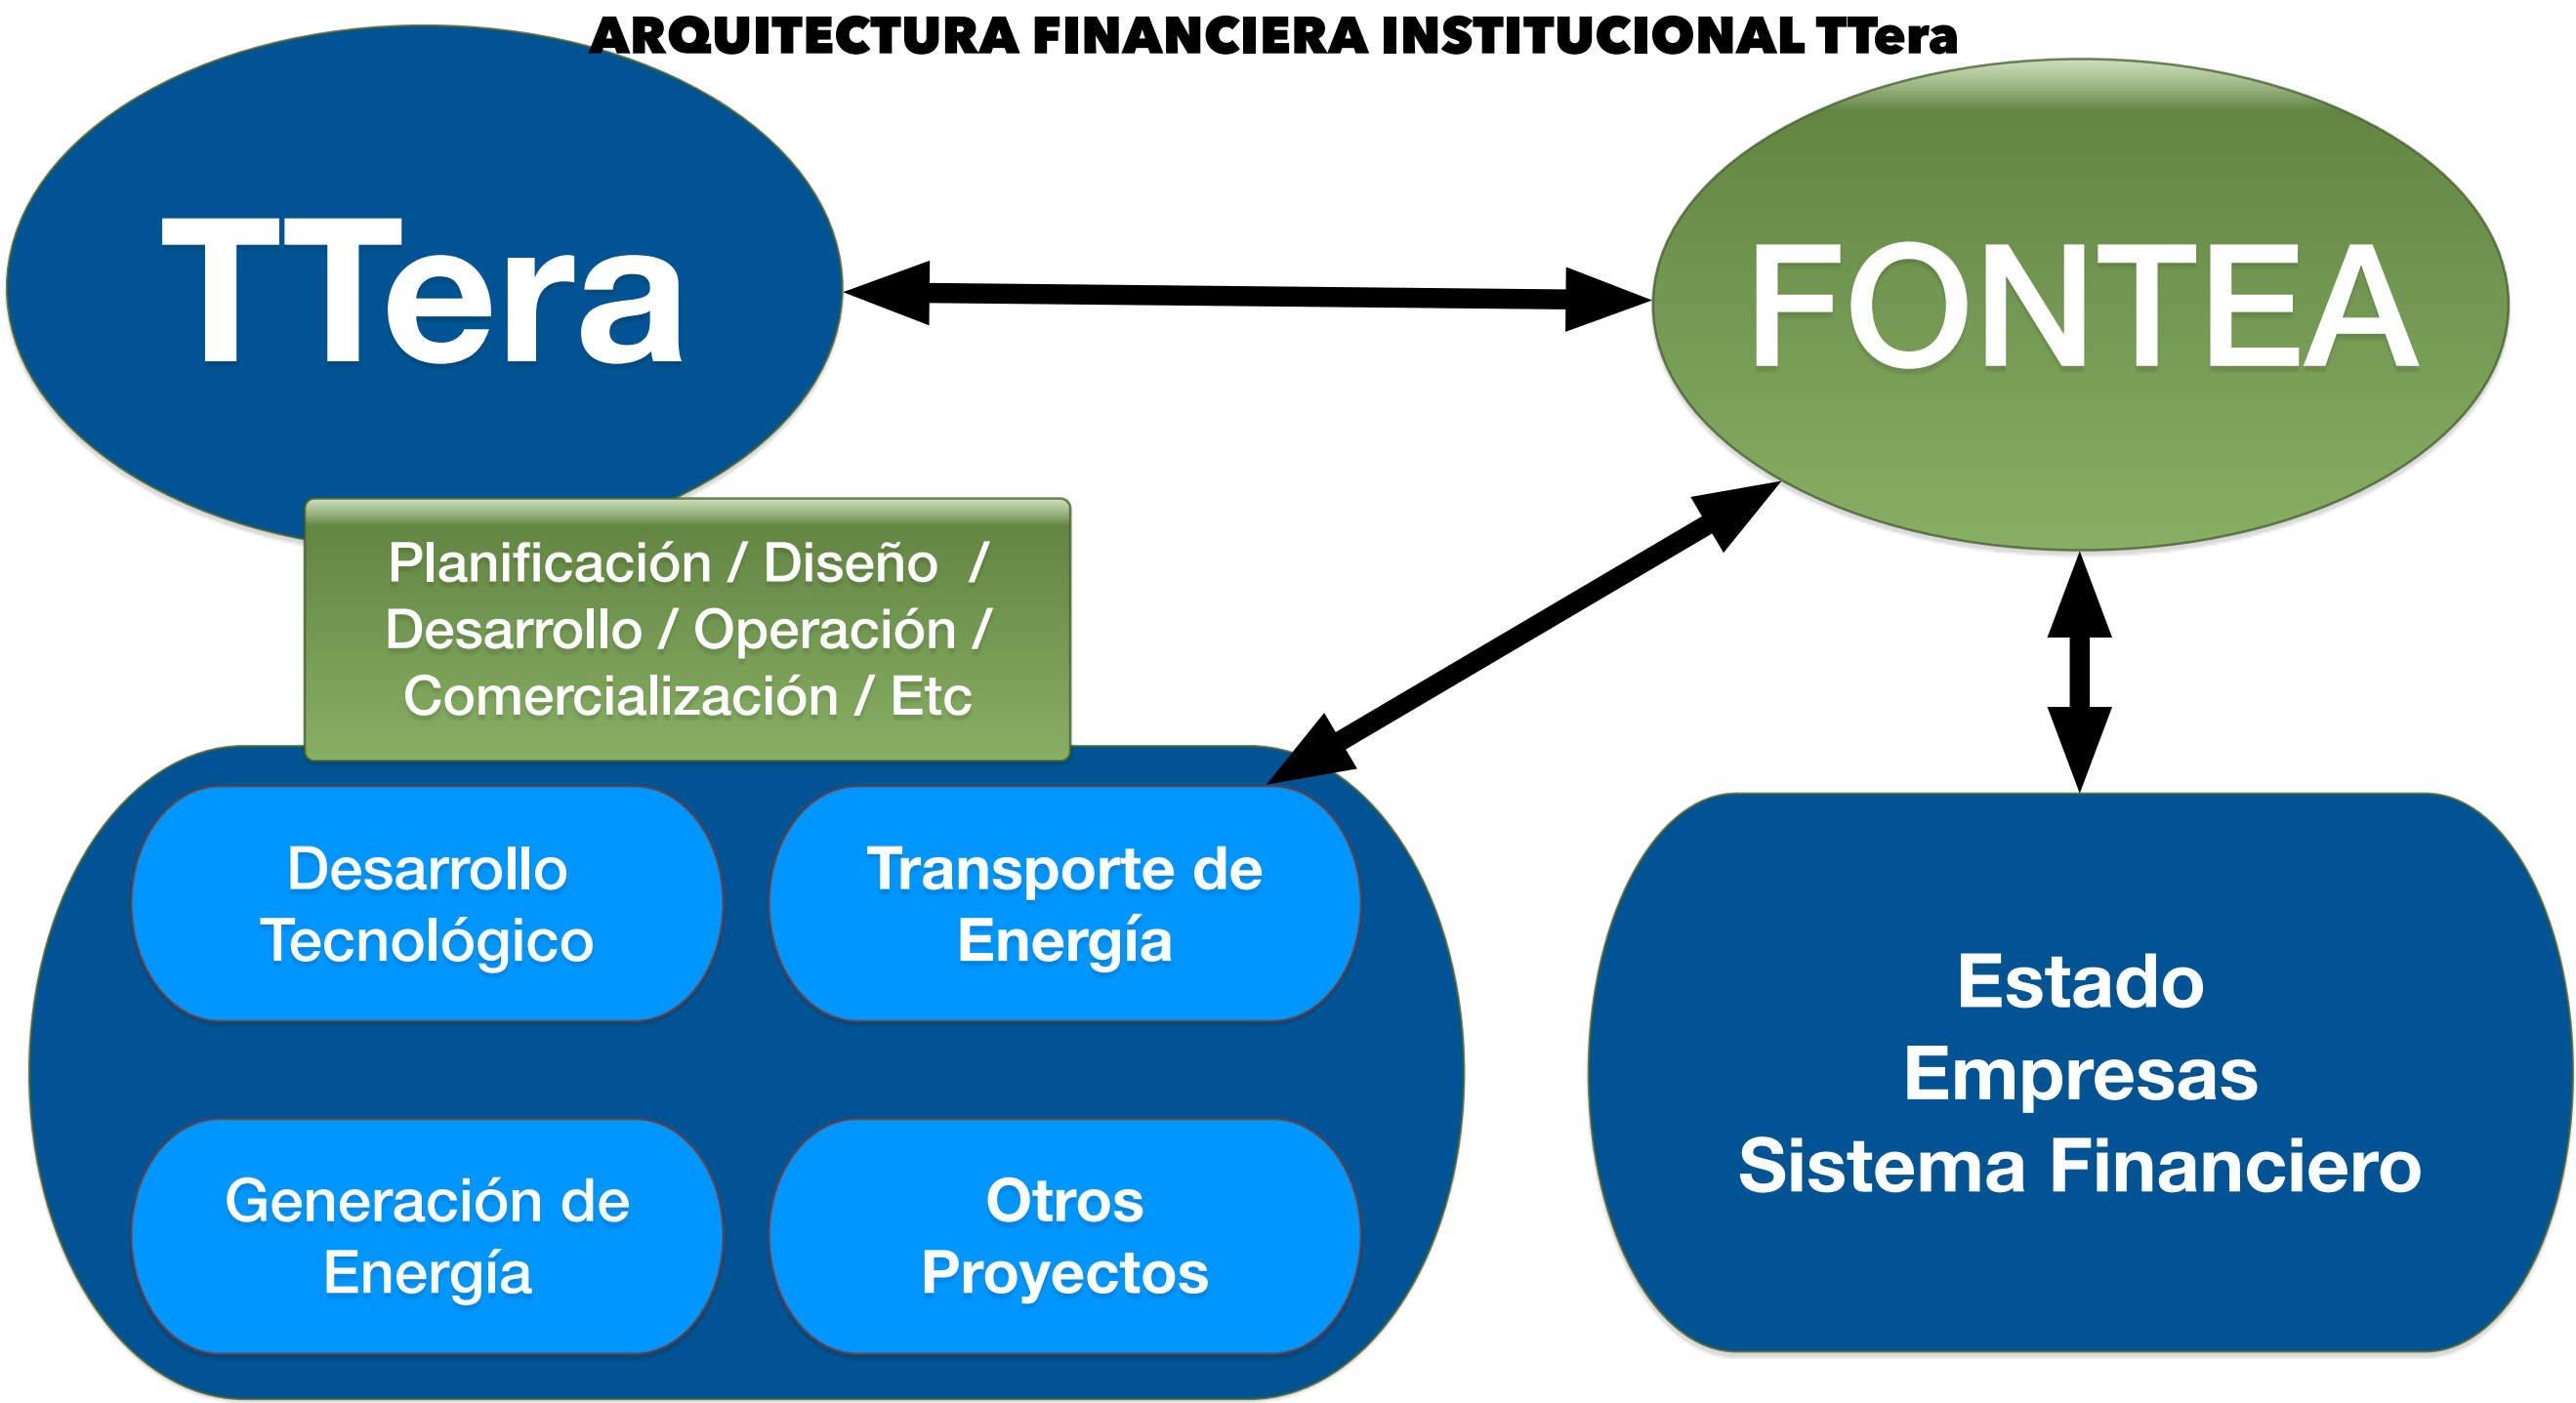 ARQUITECTURA FINANCIERA INSTITUCIONAL TTera
TTera
FONTEA
Planificación / Diseño /
Desarrollo / Operación /
Comercialización / Etc
Desarrollo
Tecnológico
Transporte de
Energía
Generación de
Energía
Otros
Proyectos
Estado
Empresas
Sistema Financiero